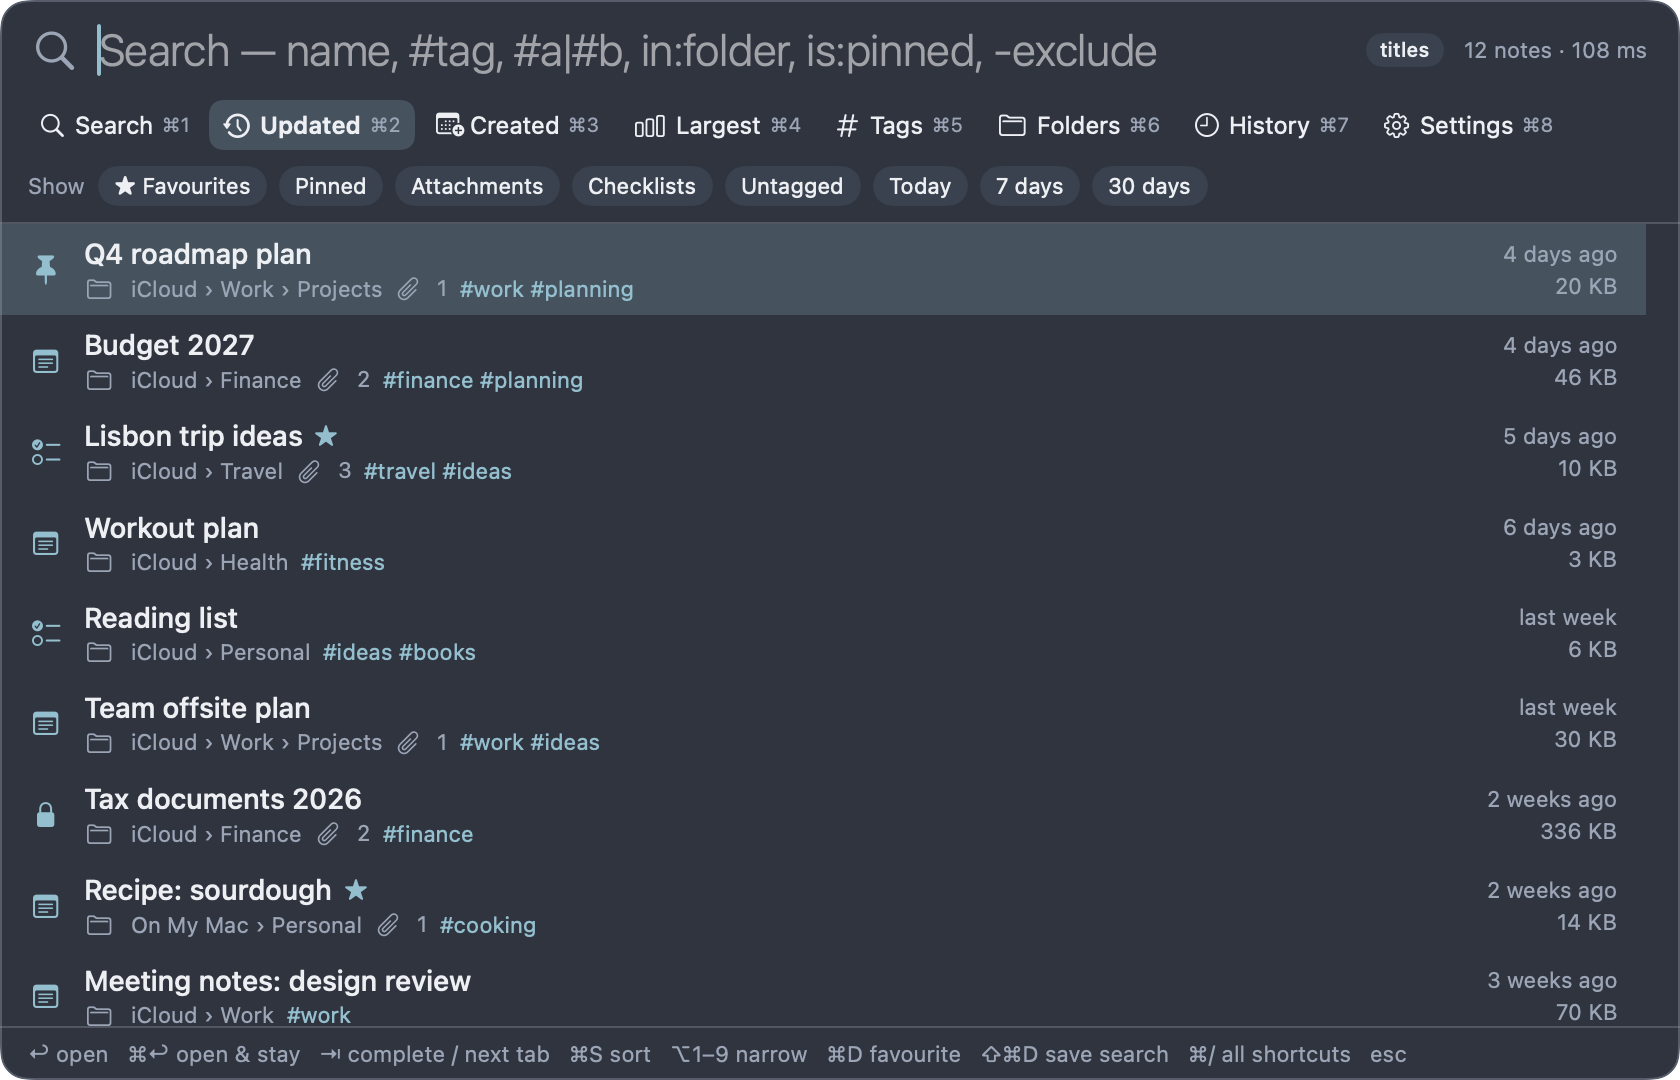 Search — name, #tag, #a|#b, in:folder, is:pinned, -exclude titles 12 notes · 108 ms
Search ⌘1 Updated ⌘2 Created ⌘3 Largest ⌘4 # Tags ⌘5 Folders ⌘6 History ⌘7 Settings ⌘8
Show ★ Favourites Pinned Attachments Checklists Untagged Today 7 days 30 days
Q4 roadmap plan 4 days ago
iCloud › Work › Projects 1 #work #planning 20 KB
Budget 2027 4 days ago
iCloud › Finance 2 #finance #planning 46 KB
Lisbon trip ideas ★ 5 days ago
iCloud › Travel 3 #travel #ideas 10 KB
Workout plan 6 days ago
iCloud › Health #fitness 3 KB
Reading list last week
iCloud › Personal #ideas #books 6 KB
Team offsite plan last week
iCloud › Work › Projects 1 #work #ideas 30 KB
Tax documents 2026 2 weeks ago
iCloud › Finance 2 #finance 336 KB
Recipe: sourdough ★ 2 weeks ago
On My Mac › Personal 1 #cooking 14 KB
Meeting notes: design review 3 weeks ago
iCloud › Work #work 70 KB
↩ open ⌘↩ open & stay ⇥ complete / next tab ⌘S sort ⌥1–9 narrow ⌘D favourite ⇧⌘D save search ⌘/ all shortcuts esc